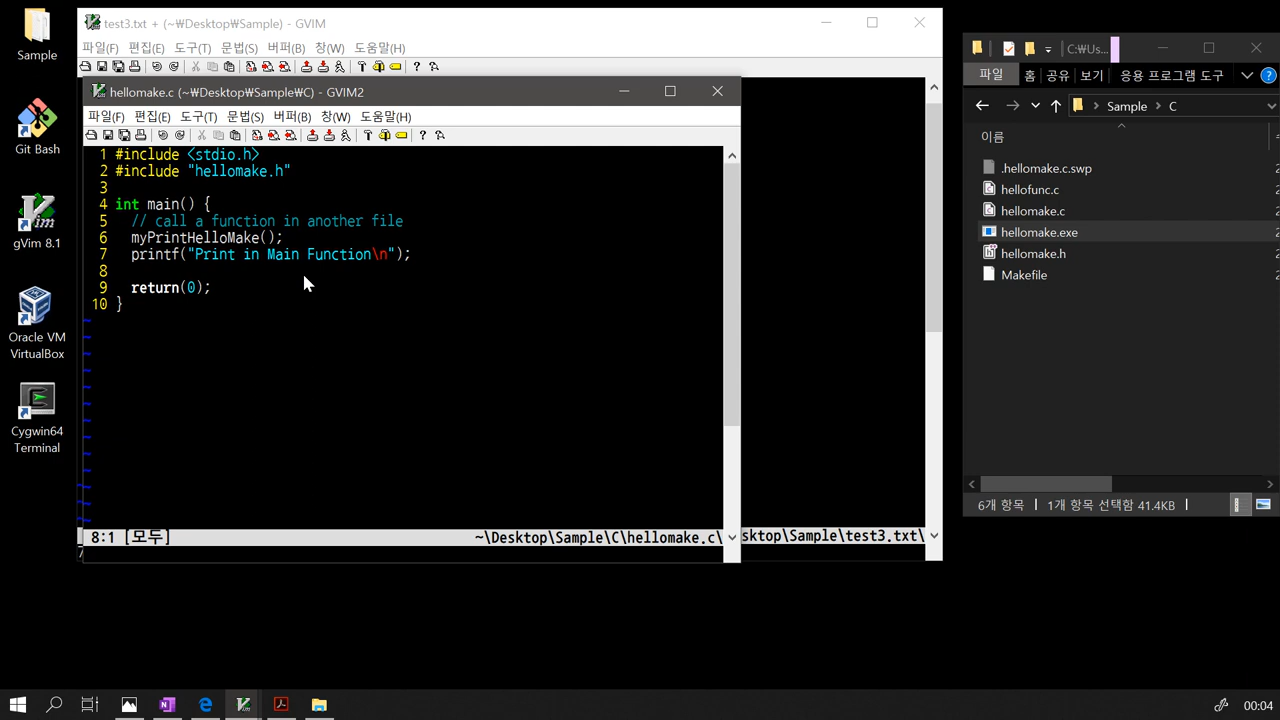 Sample
Git Bash
gVim 8.1
Oracle VM
VirtualBox
Cygwin64
Terminal
test3.txt + (~₩Desktop₩Sample) - GVIM
파일(F) 편집(E) 도구(T) 문법(S) 버퍼(B) 창(W) 도움말(H)
hellomake.c (~₩Desktop₩Sample₩C) - GVIM2
파일(F) 편집(E) 도구(T) 문법(S) 버퍼(B) 창(W) 도움말(H)
1 #include <stdio.h>
2 #include "hellomake.h"
3
4 int main() {
5   // call a function in another file
6   myPrintHelloMake();
7   printf("Print in Main Function\n");
8
9   return(0);
10 }
~
~
~
~
~
~
~
~
~
~
~
~
~
8:1 [모두] ~\Desktop\Sample\C\hellomake.c\
sktop\Sample\test3.txt\
C:₩Us...
파일 홈 공유 보기 응용 프로그램 도구
Sample > C
이름
.hellomake.c.swp
hellofunc.c
hellomake.c
hellomake.exe
hellomake.h
Makefile
6개 항목 1개 항목 선택함 41.4KB
00:04